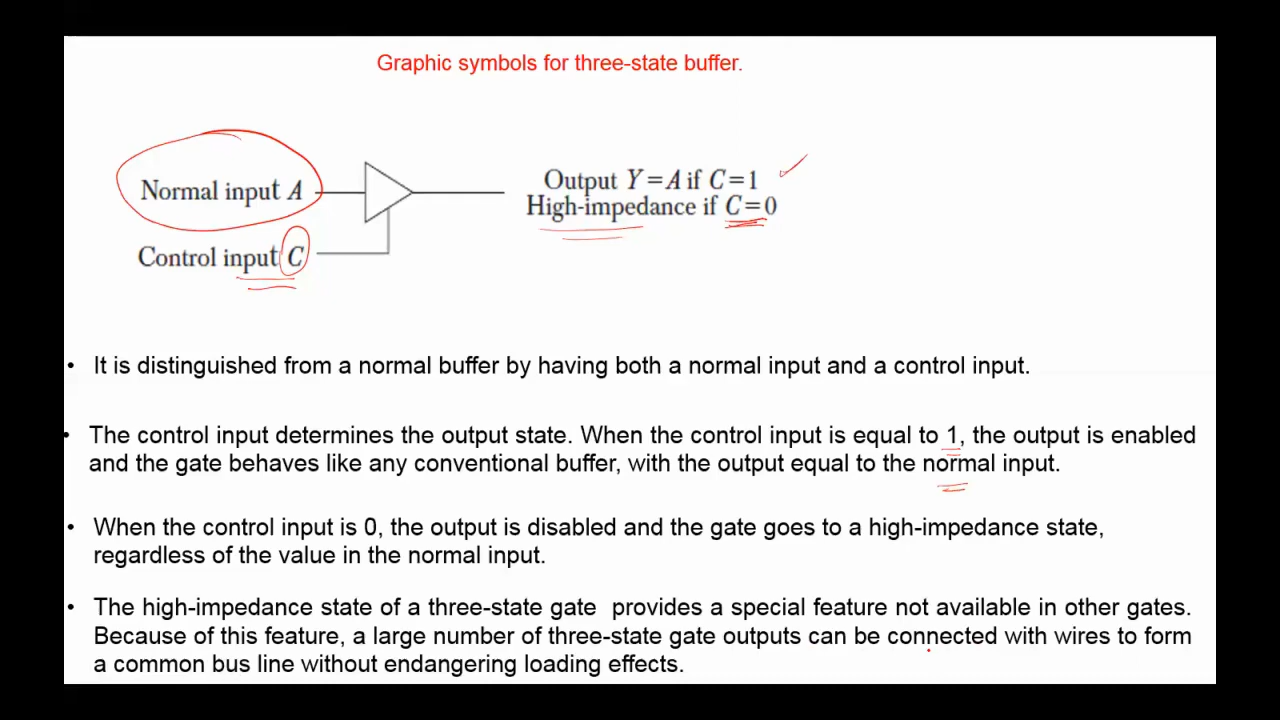 Graphic symbols for three-state buffer.
Normal input A
Output Y=A if C=1
High-impedance if C=0
Control input C
• It is distinguished from a normal buffer by having both a normal input and a control input.
• The control input determines the output state. When the control input is equal to 1, the output is enabled
and the gate behaves like any conventional buffer, with the output equal to the normal input.
• When the control input is 0, the output is disabled and the gate goes to a high-impedance state,
regardless of the value in the normal input.
• The high-impedance state of a three-state gate provides a special feature not available in other gates.
Because of this feature, a large number of three-state gate outputs can be connected with wires to form
a common bus line without endangering loading effects.